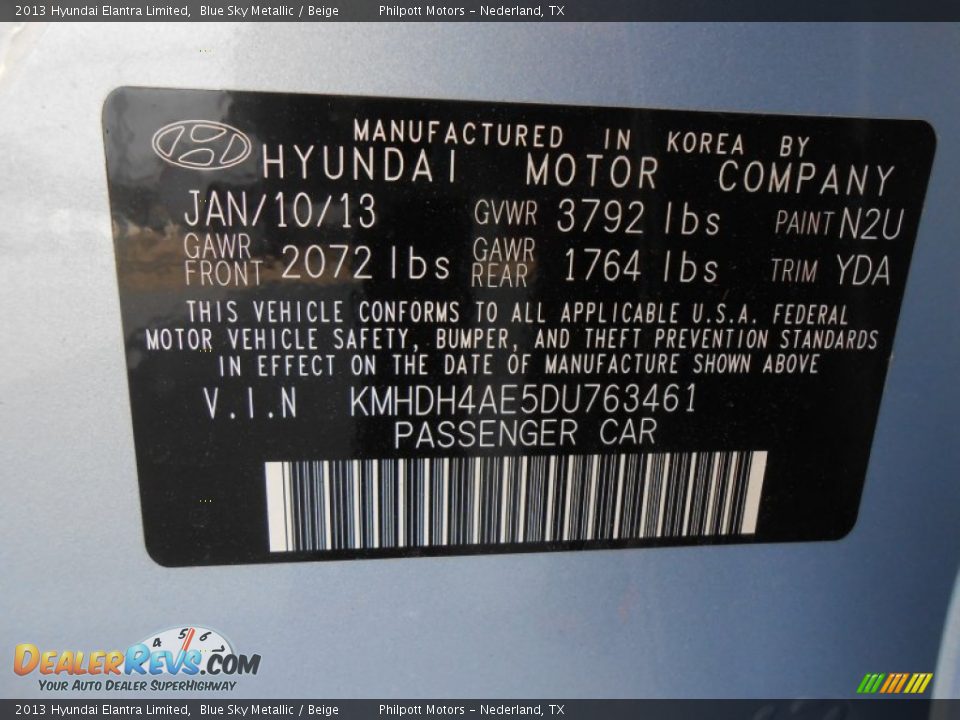 2013 Hyundai Elantra Limited, Blue Sky Metallic / Beige Philpott Motors - Nederland, TX
MANUFACTURED IN KOREA BY
HYUNDAI MOTOR COMPANY
JAN/10/13 GVWR 3792 lbs PAINT N2U
GAWR FRONT 2072 lbs GAWR REAR 1764 lbs TRIM YDA
THIS VEHICLE CONFORMS TO ALL APPLICABLE U.S.A. FEDERAL
MOTOR VEHICLE SAFETY, BUMPER, AND THEFT PREVENTION STANDARDS
IN EFFECT ON THE DATE OF MANUFACTURE SHOWN ABOVE
V.I.N KMHDH4AE5DU763461
PASSENGER CAR
4 5 6
DEALERREVS.COM
YOUR AUTO DEALER SUPERHIGHWAY
2013 Hyundai Elantra Limited, Blue Sky Metallic / Beige Philpott Motors - Nederland, TX